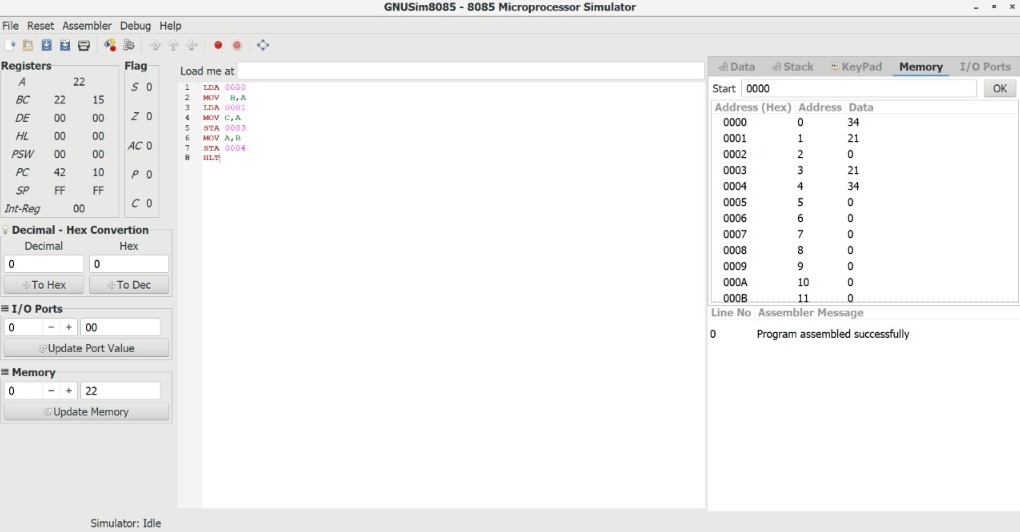 GNUSim8085 - 8085 Microprocessor Simulator
File Reset Assembler Debug Help
Registers
A 22
BC 22 15
DE 00 00
HL 00 00
PSW 00 00
PC 42 10
SP FF FF
Int-Reg 00
Flag
S 0
Z 0
AC 0
P 0
C 0
Decimal - Hex Convertion
Decimal Hex
0 0
To Hex To Dec
I/O Ports
0 - + 00
Update Port Value
Memory
0 - + 22
Update Memory
Simulator: Idle
Load me at
1 LDA 0000
2 MOV B,A
3 LDA 0001
4 MOV C,A
5 STA 0003
6 MOV A,B
7 STA 0004
8 HLT
Data Stack KeyPad Memory I/O Ports
Start 0000 OK
Address (Hex) Address Data
0000 0 34
0001 1 21
0002 2 0
0003 3 21
0004 4 34
0005 5 0
0006 6 0
0007 7 0
0008 8 0
0009 9 0
000A 10 0
000B 11 0
Line No Assembler Message
0 Program assembled successfully